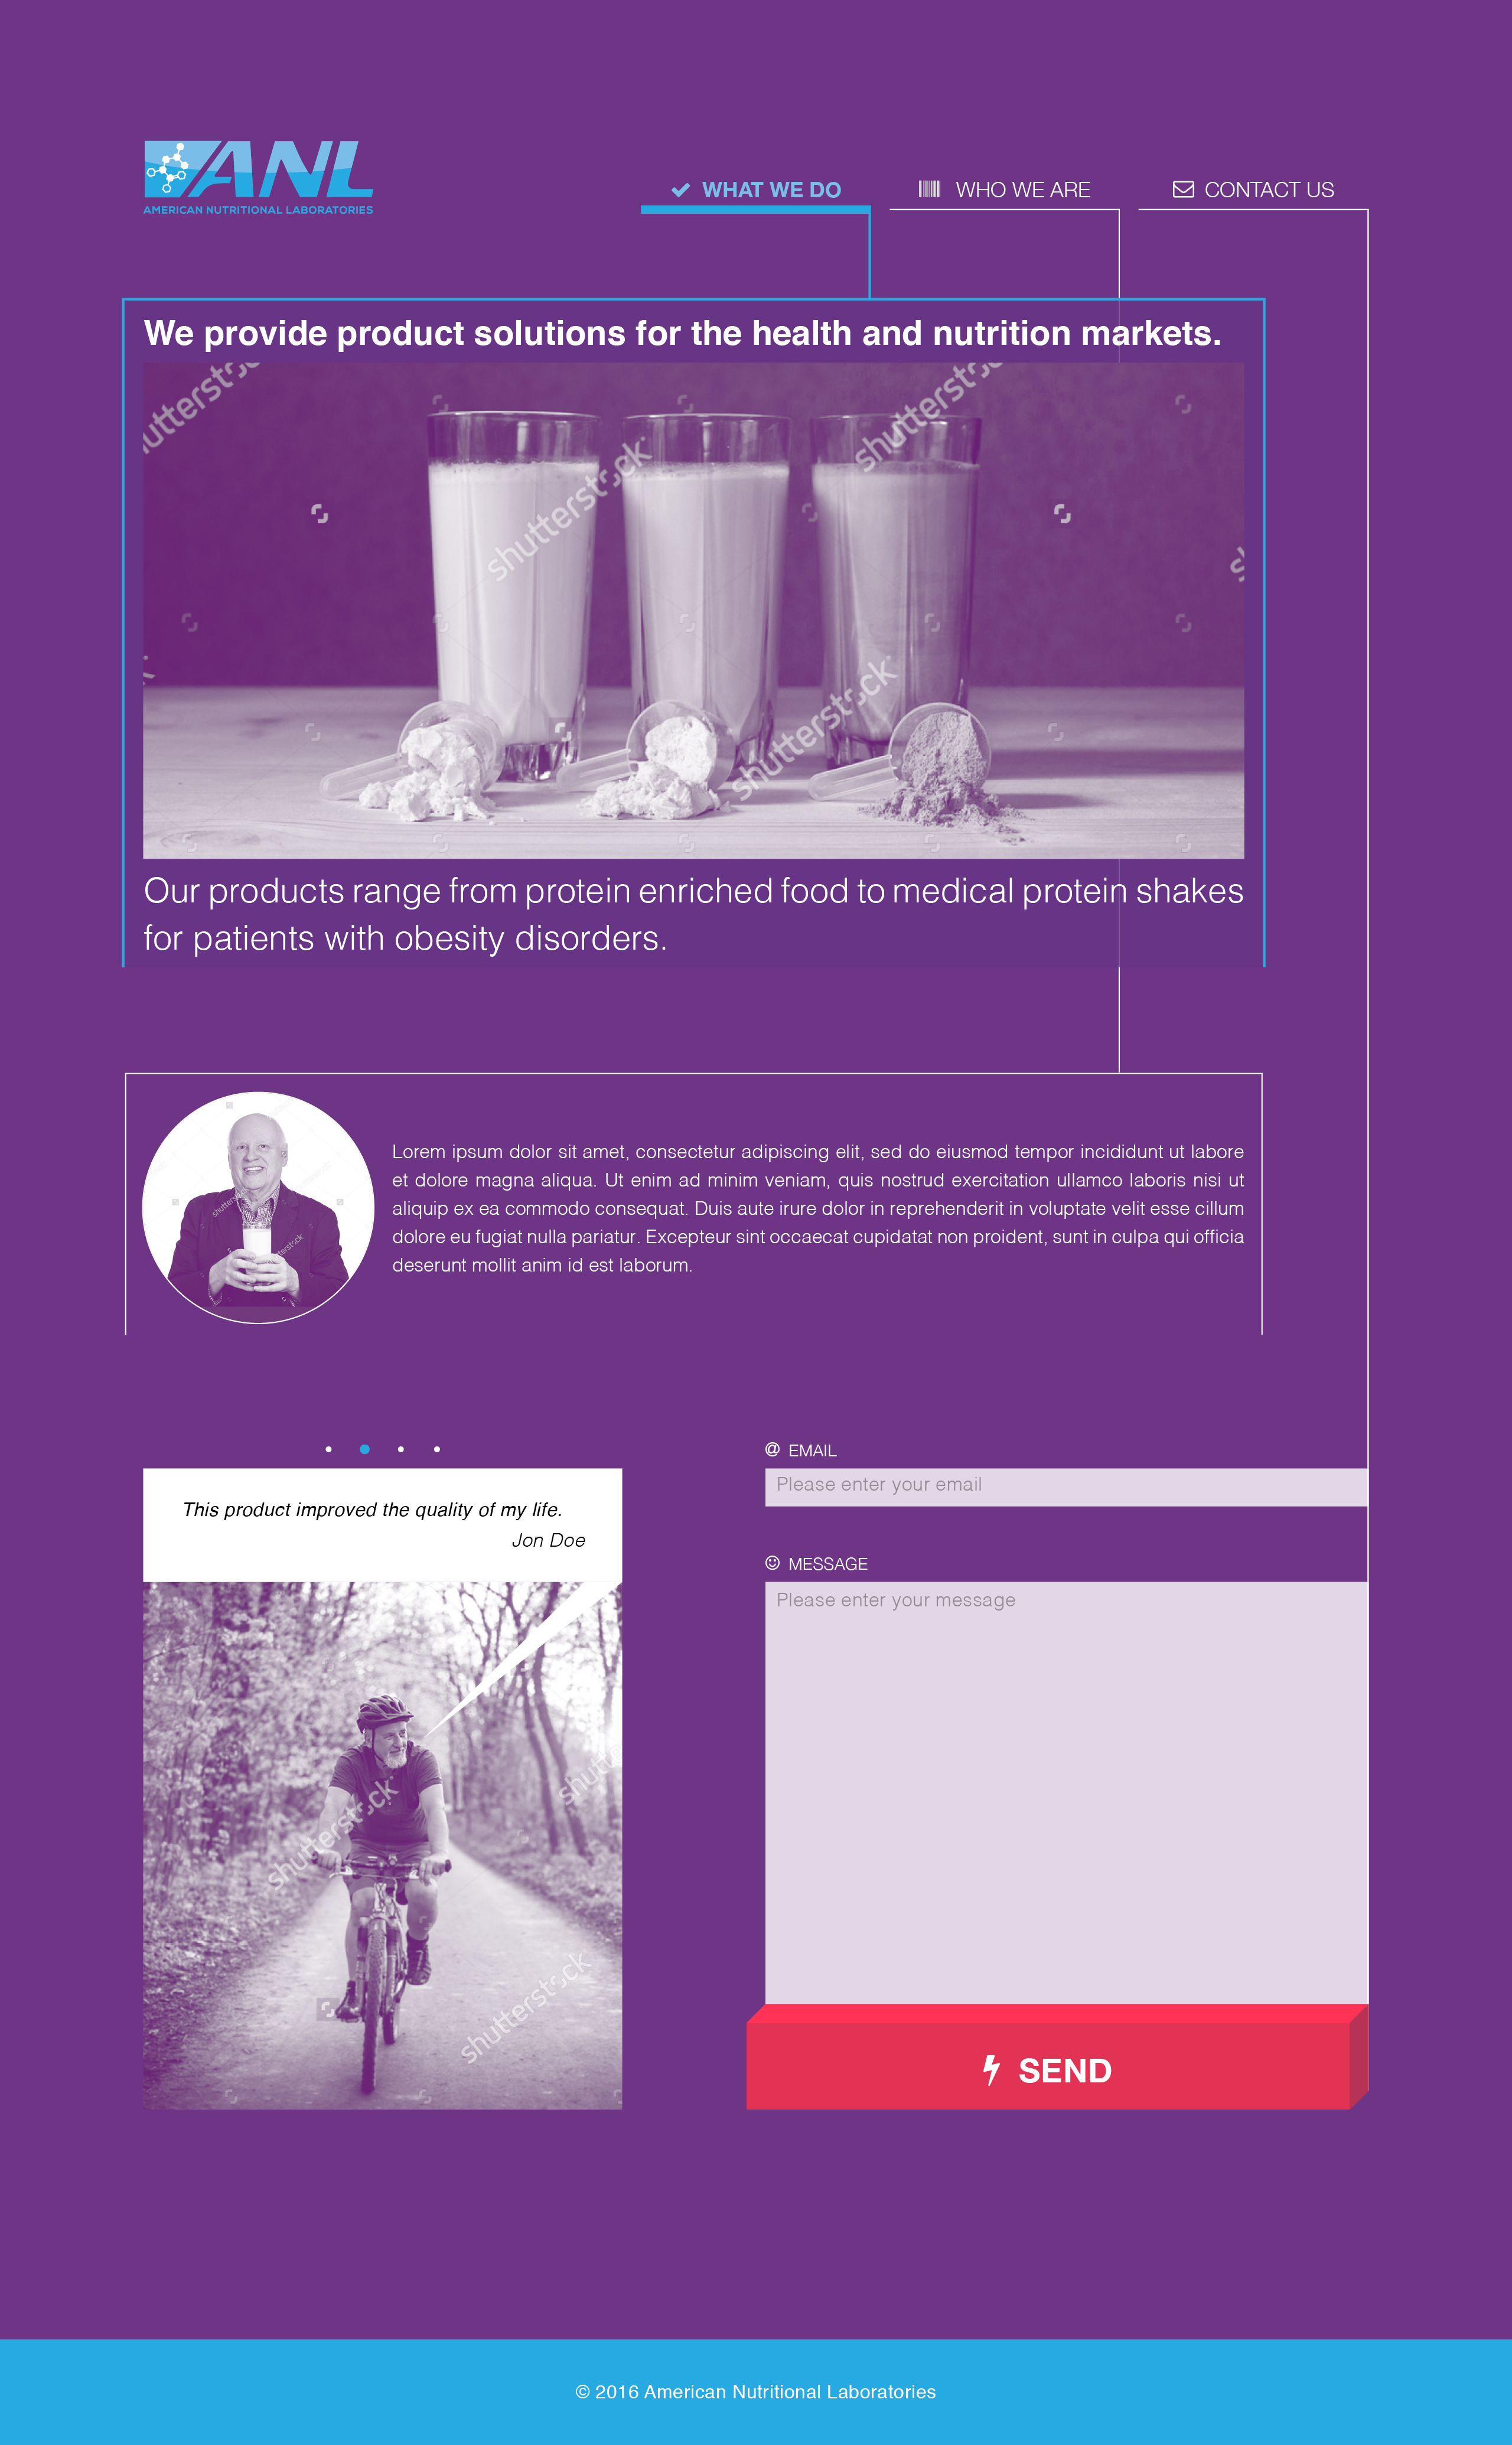 ANL
AMERICAN NUTRITIONAL LABORATORIES
WHAT WE DO
WHO WE ARE
CONTACT US
We provide product solutions for the health and nutrition markets.
shutterstock
shutterstock
shutterstock
Our products range from protein enriched food to medical protein shakes
for patients with obesity disorders.
Lorem ipsum dolor sit amet, consectetur adipiscing elit, sed do eiusmod tempor incididunt ut labore
et dolore magna aliqua. Ut enim ad minim veniam, quis nostrud exercitation ullamco laboris nisi ut
aliquip ex ea commodo consequat. Duis aute irure dolor in reprehenderit in voluptate velit esse cillum
dolore eu fugiat nulla pariatur. Excepteur sint occaecat cupidatat non proident, sunt in culpa qui officia
deserunt mollit anim id est laborum.
@ EMAIL
Please enter your email
This product improved the quality of my life.
Jon Doe
MESSAGE
Please enter your message
shutterstock
shutterstock
SEND
© 2016 American Nutritional Laboratories